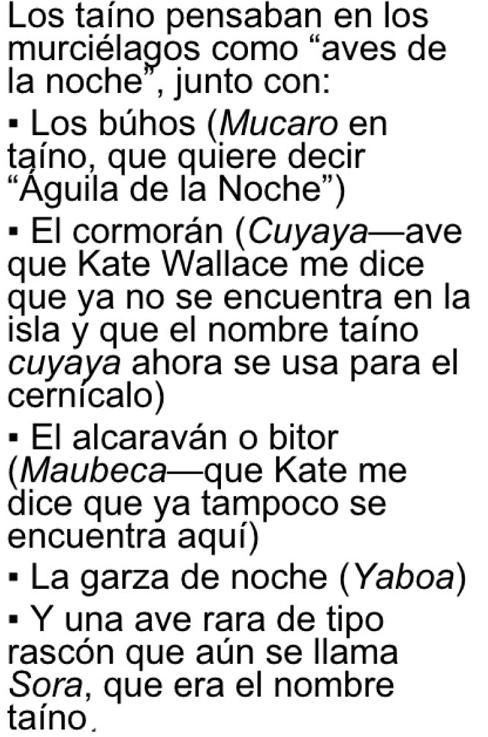 Los taíno pensaban en los
murciélagos como “aves de
la noche”, junto con:
▪ Los búhos (Mucaro en
taíno, que quiere decir
“Águila de la Noche”)
▪ El cormorán (Cuyaya—ave
que Kate Wallace me dice
que ya no se encuentra en la
isla y que el nombre taíno
cuyaya ahora se usa para el
cernícalo)
▪ El alcaraván o bitor
(Maubeca—que Kate me
dice que ya tampoco se
encuentra aquí)
▪ La garza de noche (Yaboa)
▪ Y una ave rara de tipo
rascón que aún se llama
Sora, que era el nombre
taíno.